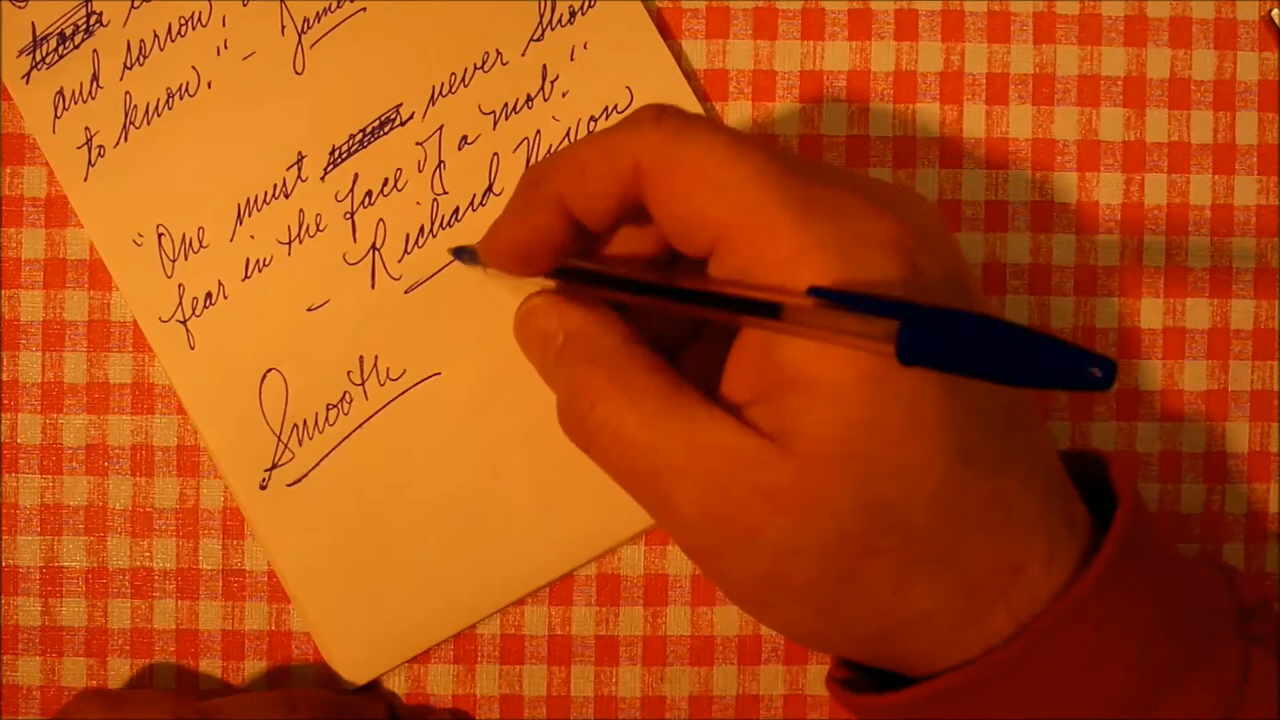 and sorrow,
to know." - James
"One must never show
fear in the face of a mob."
- Richard Nixon
Smooth